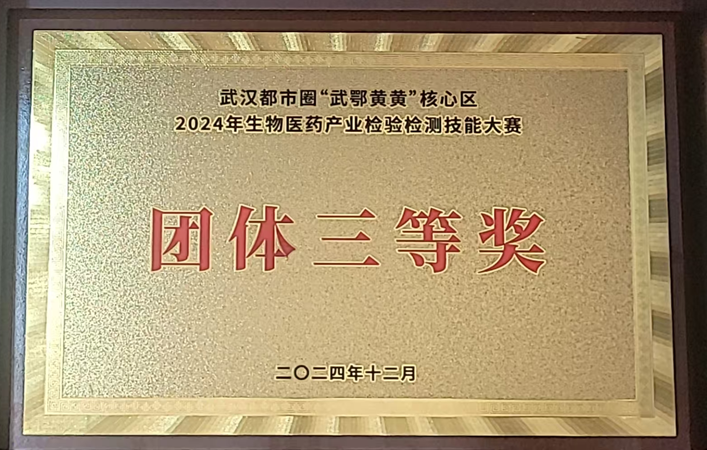 武汉都市圈“武鄂黄黄”核心区
2024年生物医药产业检验检测技能大赛
团体三等奖
二〇二四年十二月